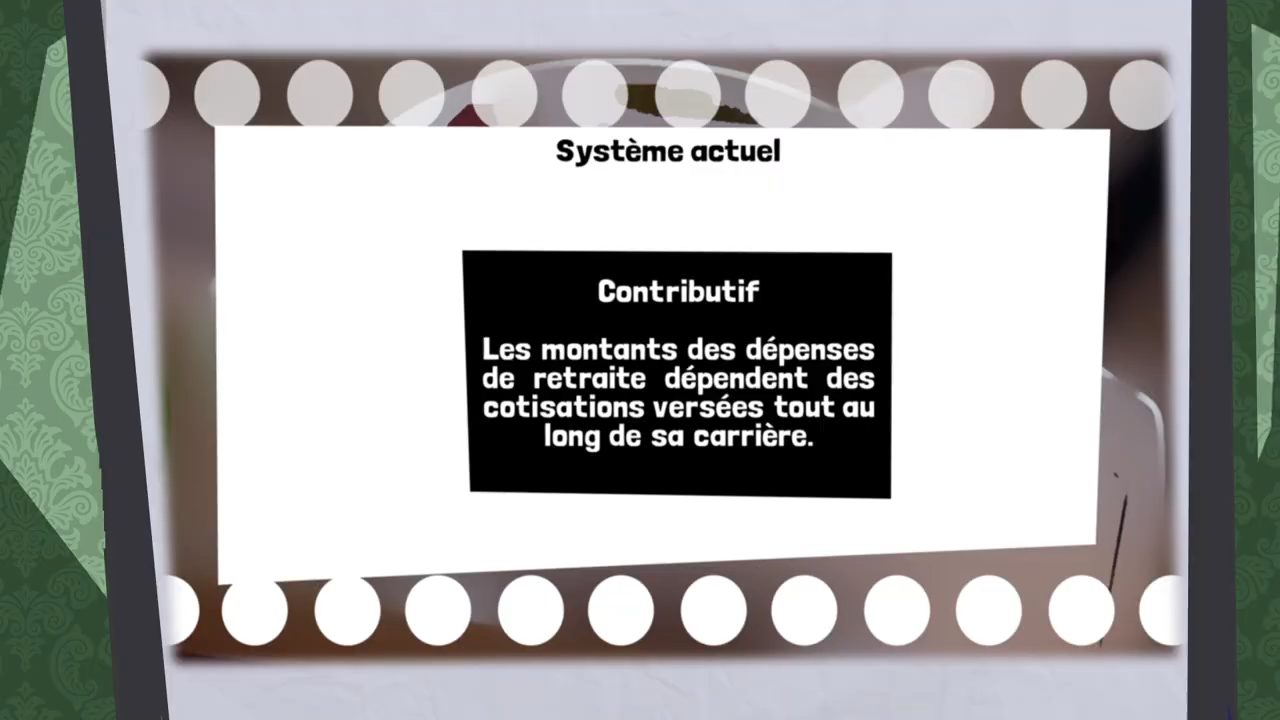 Système actuel
Contributif
Les montants des dépenses
de retraite dépendent des
cotisations versées tout au
long de sa carrière.